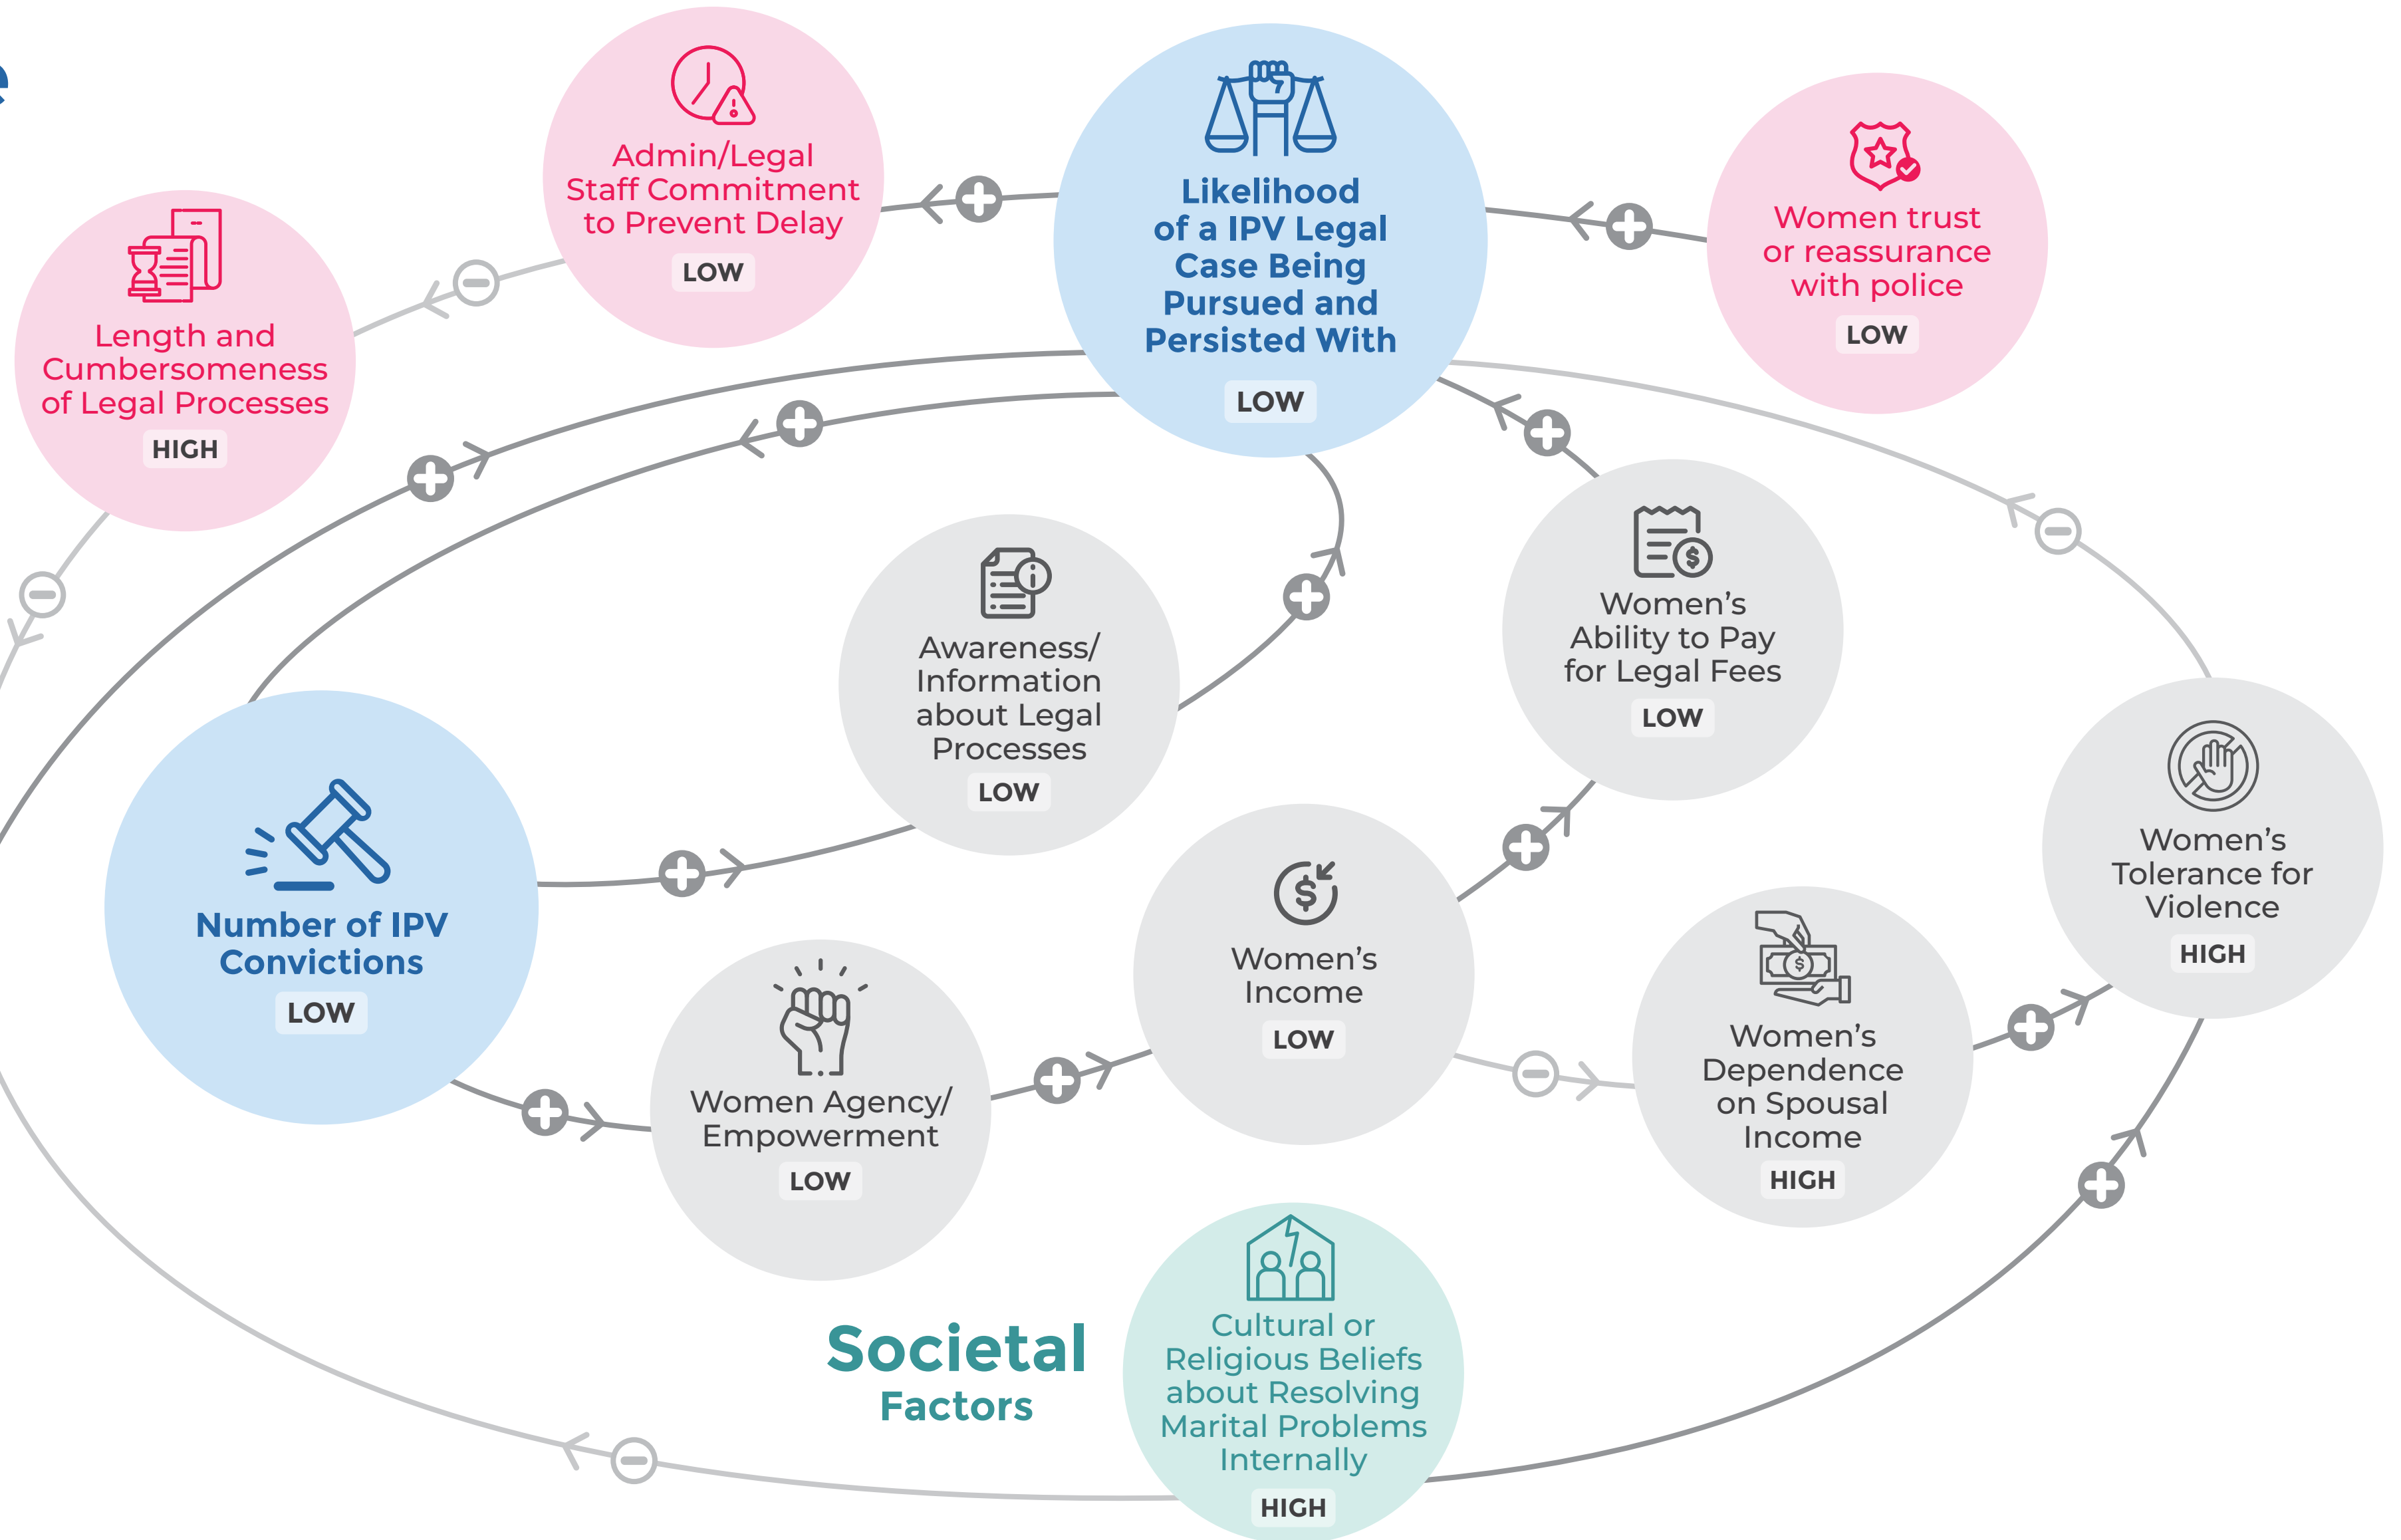 e
Admin/Legal
Staff Commitment
to Prevent Delay
LOW
Likelihood
of a IPV Legal
Case Being
Pursued and
Persisted With
LOW
Women trust
or reassurance
with police
LOW
Length and
Cumbersomeness
of Legal Processes
HIGH
Awareness/
Information
about Legal
Processes
LOW
Women's
Ability to Pay
for Legal Fees
LOW
Women's
Tolerance for
Violence
HIGH
Number of IPV
Convictions
LOW
Women's
Income
LOW
Women Agency/
Empowerment
LOW
Women's
Dependence
on Spousal
Income
HIGH
Societal
Factors
Cultural or
Religious Beliefs
about Resolving
Marital Problems
Internally
HIGH